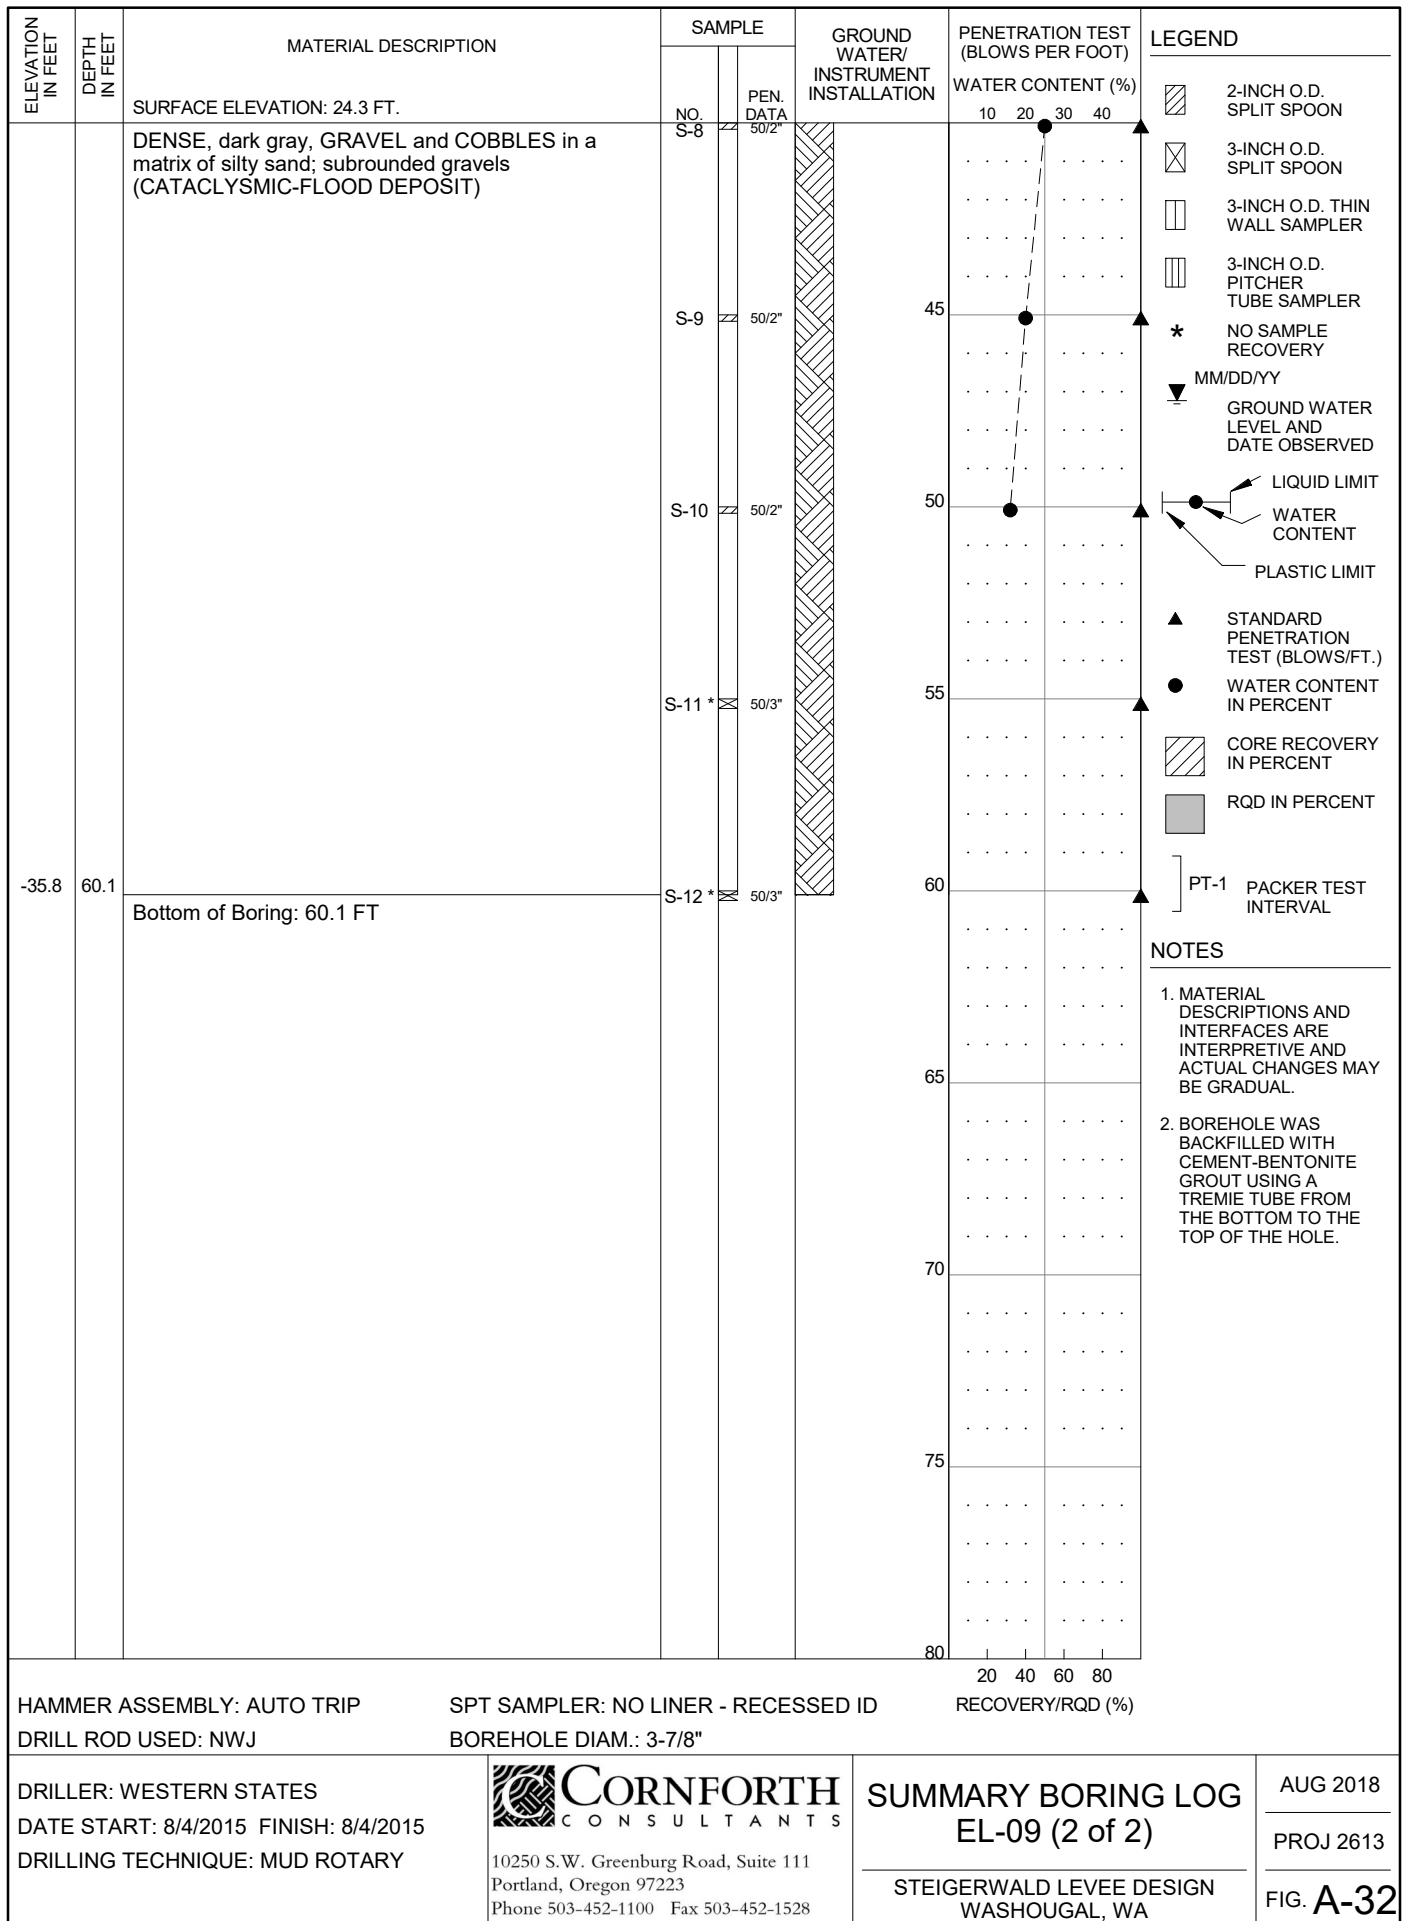 ELEVATION
IN FEET
DEPTH
IN FEET
MATERIAL DESCRIPTION
SURFACE ELEVATION: 24.3 FT.
SAMPLE
NO.
PEN.
DATA
GROUND
WATER/
INSTRUMENT
INSTALLATION
PENETRATION TEST
(BLOWS PER FOOT)
WATER CONTENT (%)
10 20 30 40
DENSE, dark gray, GRAVEL and COBBLES in a
matrix of silty sand; subrounded gravels
(CATACLYSMIC-FLOOD DEPOSIT)
S-8 50/2"
S-9 50/2"
45
S-10 50/2"
50
S-11 * 50/3"
55
-35.8 60.1
S-12 * 50/3"
60
Bottom of Boring: 60.1 FT
65
70
75
80
20 40 60 80
RECOVERY/RQD (%)
LEGEND
2-INCH O.D.
SPLIT SPOON
3-INCH O.D.
SPLIT SPOON
3-INCH O.D. THIN
WALL SAMPLER
3-INCH O.D.
PITCHER
TUBE SAMPLER
* NO SAMPLE
RECOVERY
MM/DD/YY
GROUND WATER
LEVEL AND
DATE OBSERVED
LIQUID LIMIT
WATER
CONTENT
PLASTIC LIMIT
STANDARD
PENETRATION
TEST (BLOWS/FT.)
WATER CONTENT
IN PERCENT
CORE RECOVERY
IN PERCENT
RQD IN PERCENT
PT-1 PACKER TEST
INTERVAL
NOTES
1. MATERIAL
DESCRIPTIONS AND
INTERFACES ARE
INTERPRETIVE AND
ACTUAL CHANGES MAY
BE GRADUAL.
2. BOREHOLE WAS
BACKFILLED WITH
CEMENT-BENTONITE
GROUT USING A
TREMIE TUBE FROM
THE BOTTOM TO THE
TOP OF THE HOLE.
HAMMER ASSEMBLY: AUTO TRIP
SPT SAMPLER: NO LINER - RECESSED ID
DRILL ROD USED: NWJ
BOREHOLE DIAM.: 3-7/8"
DRILLER: WESTERN STATES
DATE START: 8/4/2015 FINISH: 8/4/2015
DRILLING TECHNIQUE: MUD ROTARY
CORNFORTH
CONSULTANTS
10250 S.W. Greenburg Road, Suite 111
Portland, Oregon 97223
Phone 503-452-1100 Fax 503-452-1528
SUMMARY BORING LOG
EL-09 (2 of 2)
STEIGERWALD LEVEE DESIGN
WASHOUGAL, WA
AUG 2018
PROJ 2613
FIG. A-32